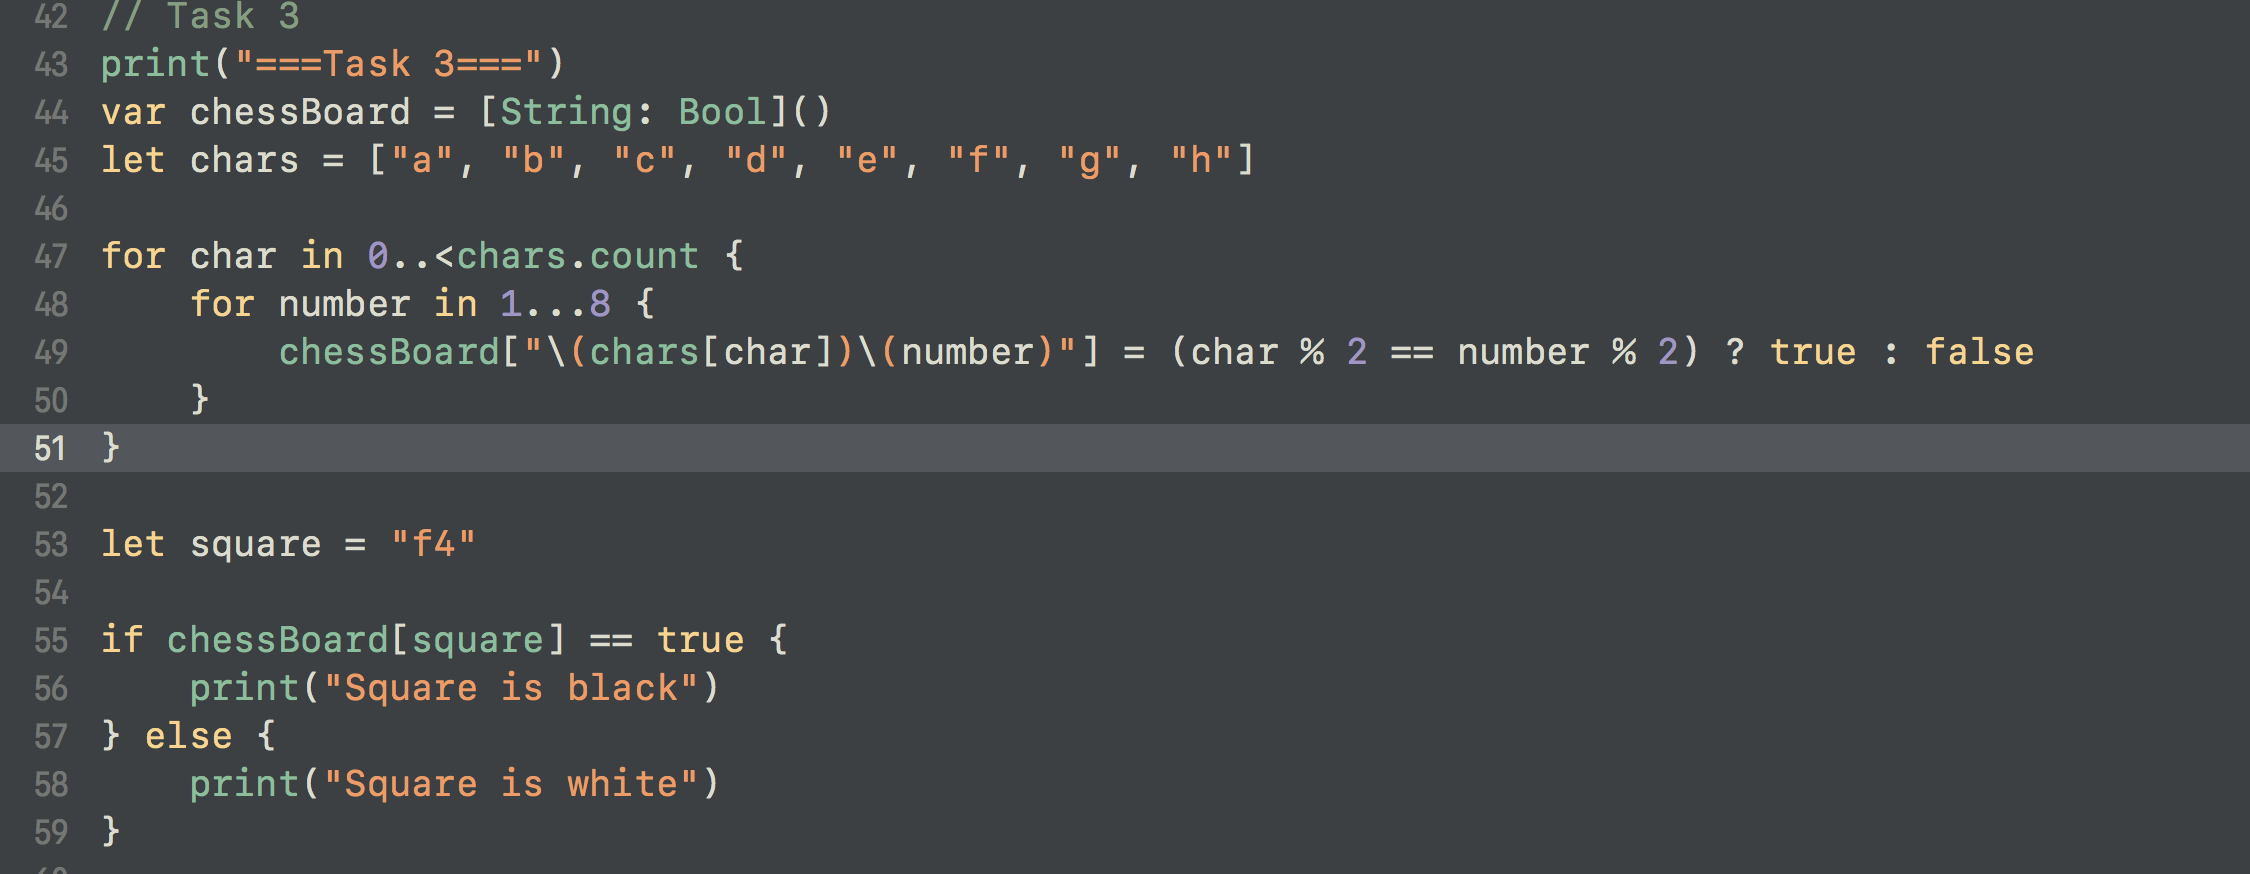 42 // Task 3
43 print("===Task 3===")
44 var chessBoard = [String: Bool]()
45 let chars = ["a", "b", "c", "d", "e", "f", "g", "h"]
46
47 for char in 0..<chars.count {
48     for number in 1...8 {
49         chessBoard["\(chars[char])\(number)"] = (char % 2 == number % 2) ? true : false
50     }
51 }
52
53 let square = "f4"
54
55 if chessBoard[square] == true {
56     print("Square is black")
57 } else {
58     print("Square is white")
59 }